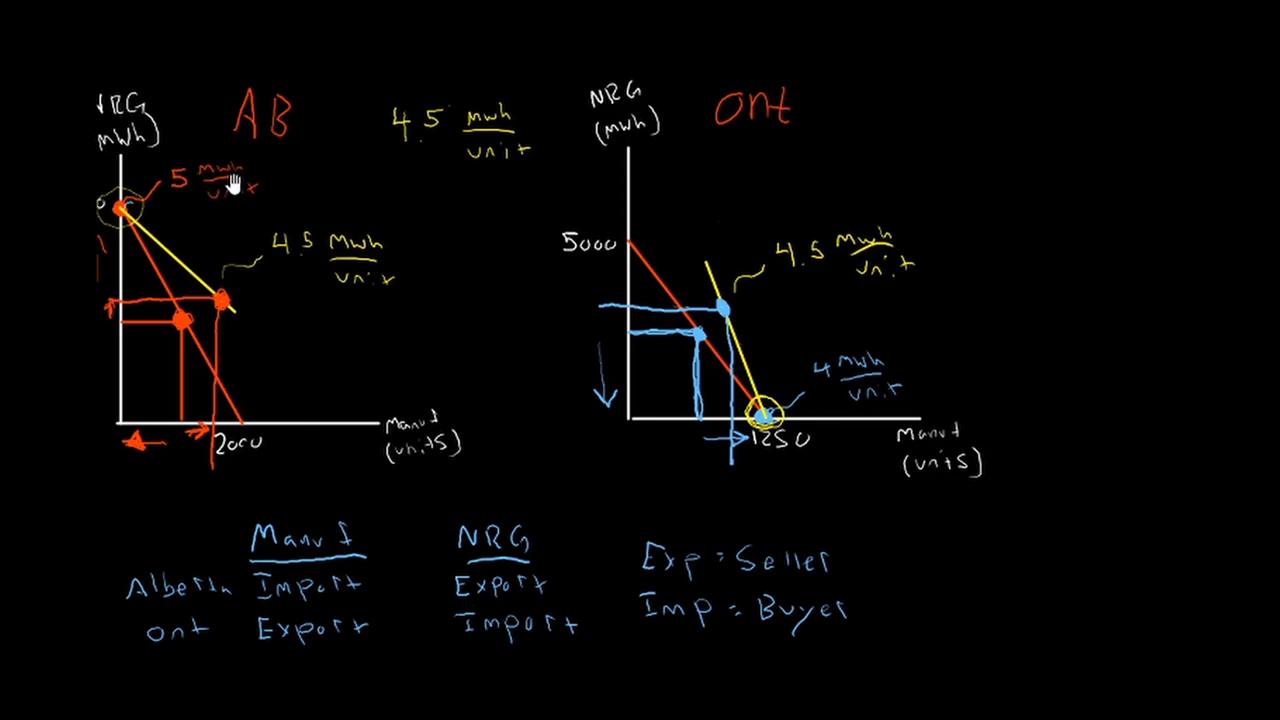 NRG
MWh)
AB
4.5 Mwh
unit
NRG
(mwh)
ont
5 Mwh
unit
4.5 Mwh
unit
5000
4.5 Mwh
unit
4 Mwh
unit
2000
Manuf
(units)
1250
Manuf
(units)
Manuf
NRG
Alberta Import Export
ont Export Import
Exp = Seller
Imp = Buyer